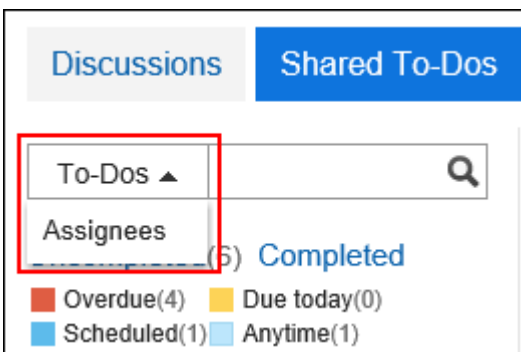 Discussions Shared To-Dos
To-Dos
Assignees
(6) Completed
Overdue(4) Due today(0)
Scheduled(1) Anytime(1)